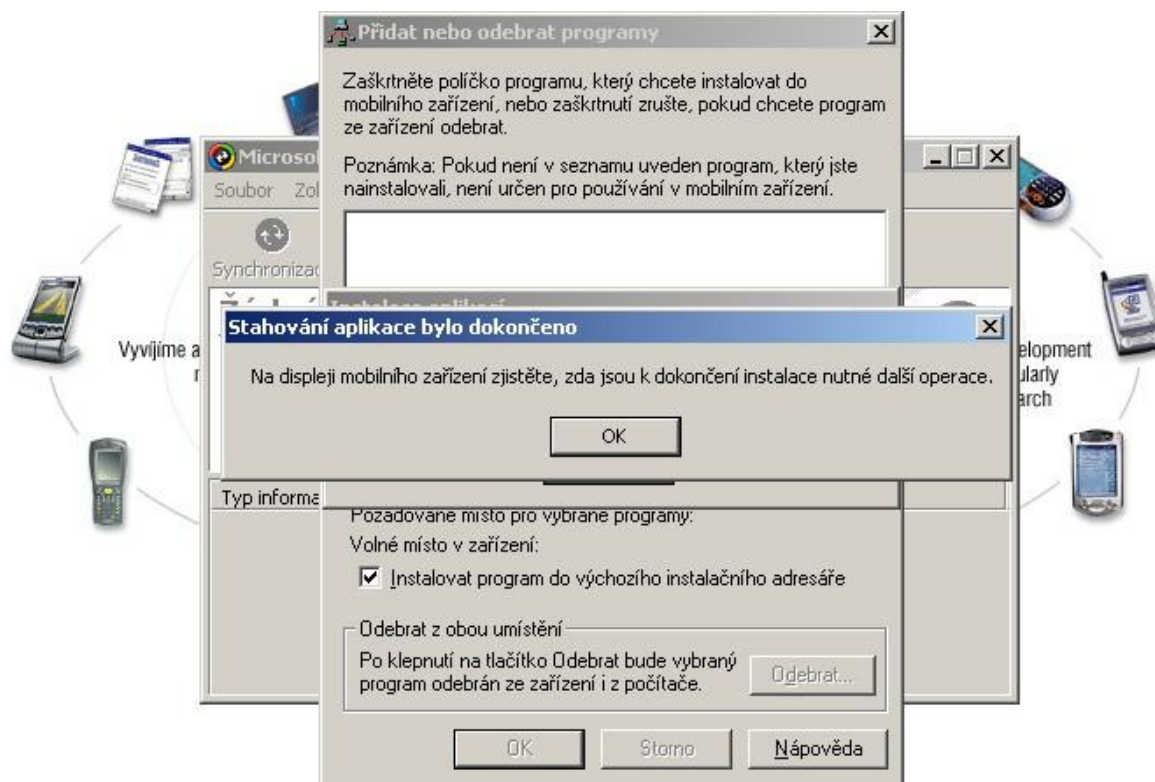 Přidat nebo odebrat programy
Zaškrtněte políčko programu, který chcete instalovat do
mobilního zařízení, nebo zaškrtnutí zrušte, pokud chcete program
ze zařízení odebrat.
Poznámka: Pokud není v seznamu uveden program, který jste
nainstalovali, není určen pro používání v mobilním zařízení.
Microsof
Soubor
Synchronizac
Instalace aplikací
Stahování aplikace bylo dokončeno
Na displeji mobilního zařízení zjistěte, zda jsou k dokončení instalace nutné další operace.
OK
Vyvíjíme a
elopment
ularly
arch
Typ informa
Požadované místo pro vybrané programy:
Volné místo v zařízení:
Instalovat program do výchozího instalačního adresáře
Odebrat z obou umístění
Po klepnutí na tlačítko Odebrat bude vybraný
program odebrán ze zařízení i z počítače.
Odebrat...
OK
Storno
Nápověda